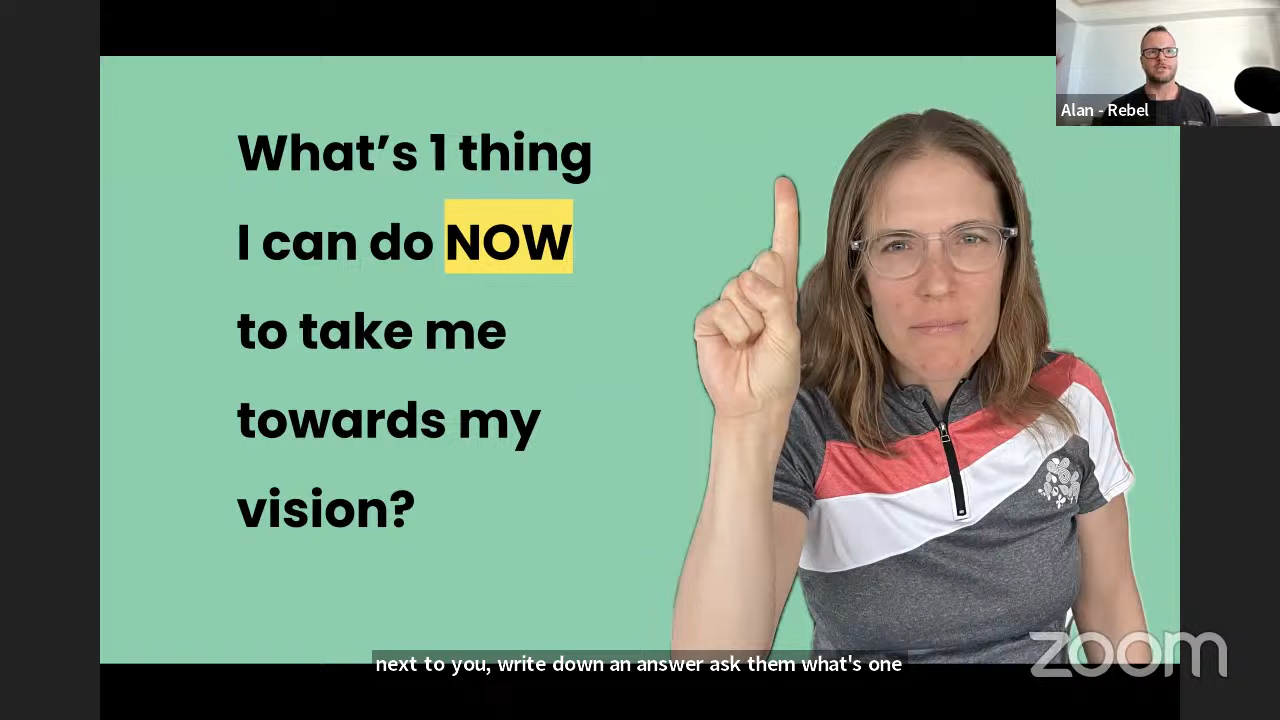 What's 1 thing
I can do NOW
to take me
towards my
vision?
Alan - Rebel
next to you, write down an answer ask them what's one
zoom